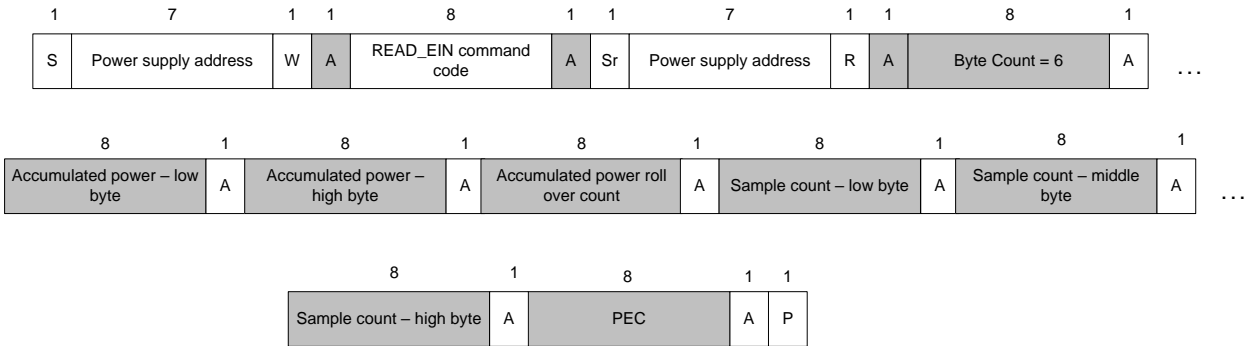 1 7 1 1 8 1 1 7 1 1 8 1
S Power supply address W A READ_EIN command code A Sr Power supply address R A Byte Count = 6 A ...
8 1 8 1 8 1 8 1 8 1
Accumulated power – low byte A Accumulated power – high byte A Accumulated power roll over count A Sample count – low byte A Sample count – middle byte A ...
8 1 8 1 1
Sample count – high byte A PEC A P